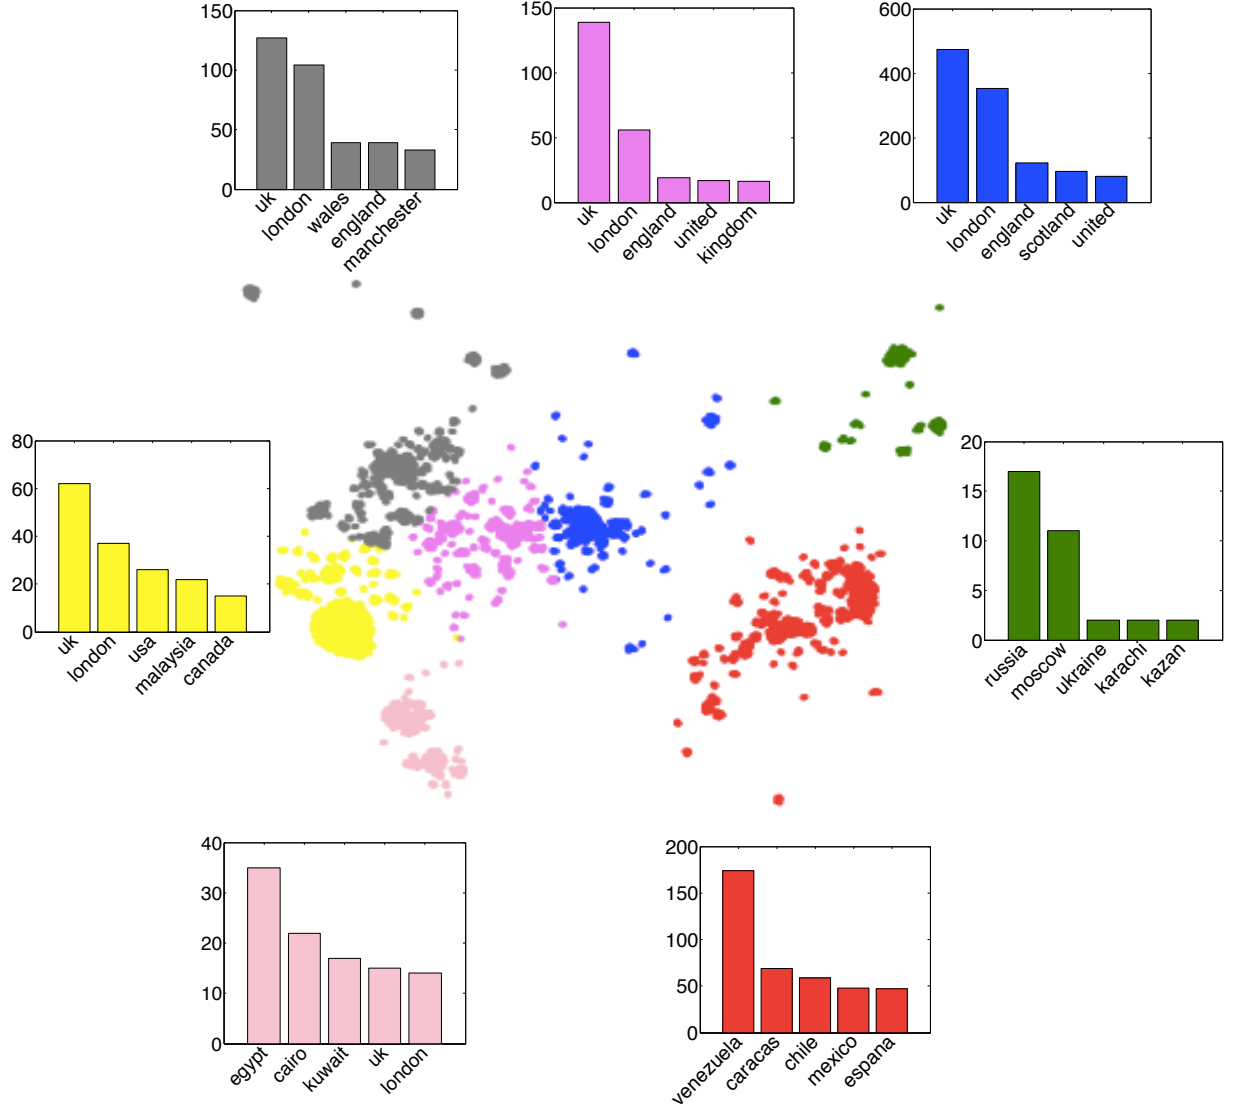 150
100
50
0
uk
london
wales
england
manchester
150
100
50
0
uk
london
england
united
kingdom
600
400
200
0
uk
london
england
scotland
united
80
60
40
20
0
uk
london
usa
malaysia
canada
20
15
10
5
0
russia
moscow
ukraine
karachi
kazan
40
30
20
10
0
egypt
cairo
kuwait
uk
london
200
150
100
50
0
venezuela
caracas
chile
mexico
espana